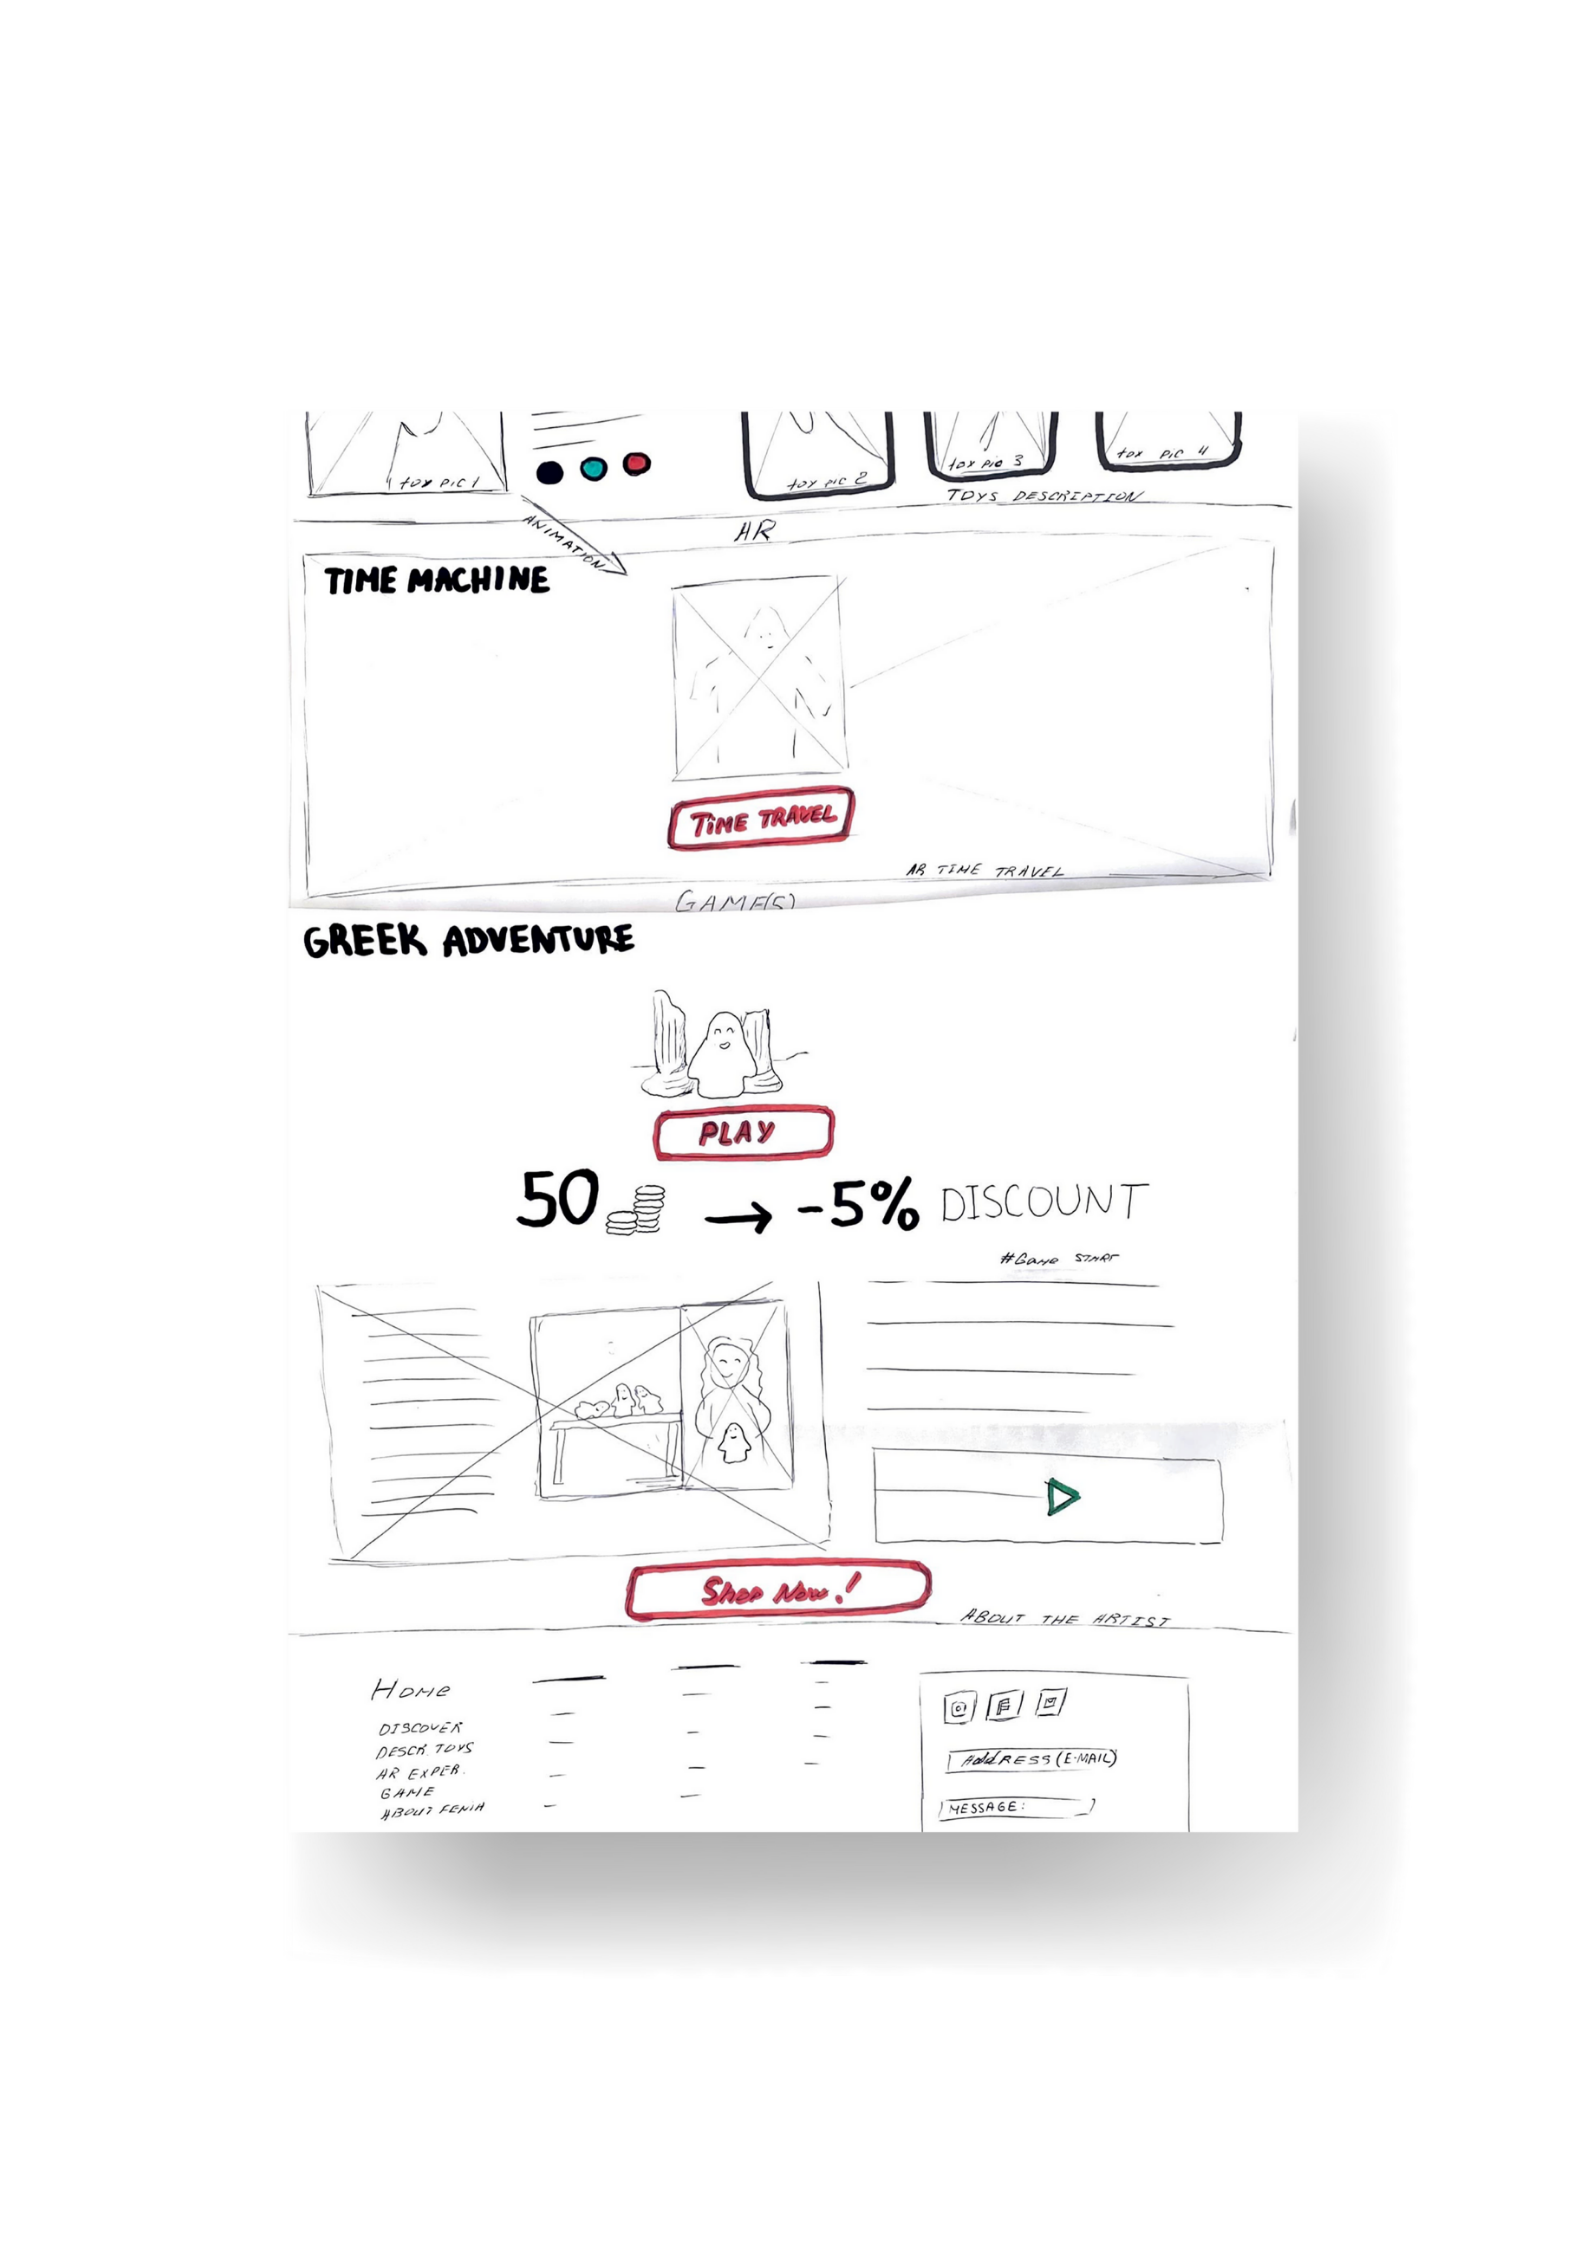 toy pic 1
toy pic 2
toy pic 3
toy pic 4
TOYS DESCRIPTION
ANIMATION
AR
TIME MACHINE
TIME TRAVEL
AR TIME TRAVEL
GAME(S)
GREEK ADVENTURE
PLAY
50 → -5% DISCOUNT
#Game START
Shop Now!
ABOUT THE ARTIST
HOME
DISCOVER
DESCR. TOYS
AR EXPER.
GAME
ABOUT FENIA
AddRESS (E-MAIL)
MESSAGE: